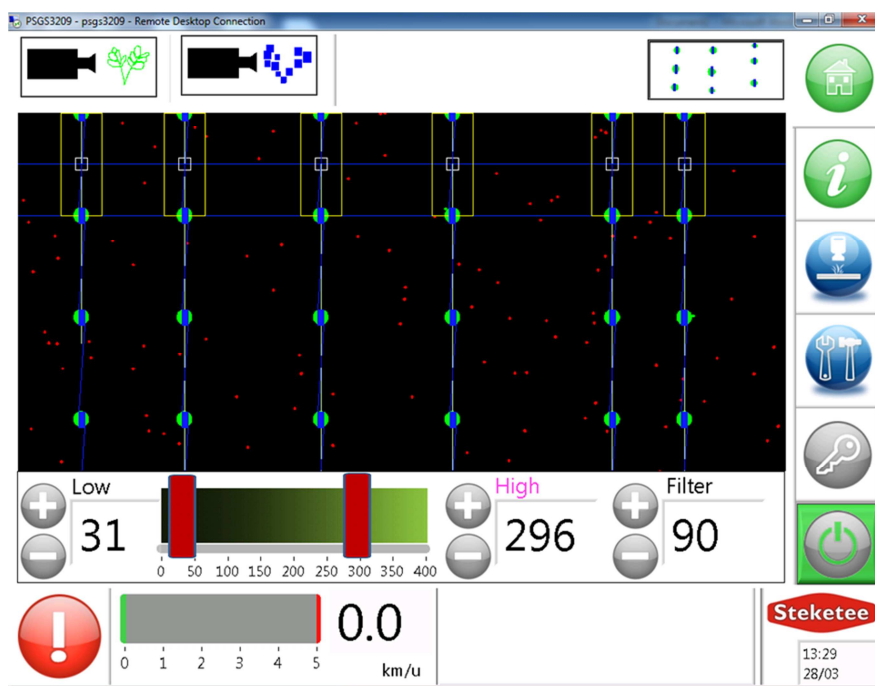 PSGS3209 - psgs3209 - Remote Desktop Connection
Low
31
0 50 100 150 200 250 300 350 400
High
296
Filter
90
0 1 2 3 4 5
0.0
km/u
Steketee
13:29
28/03